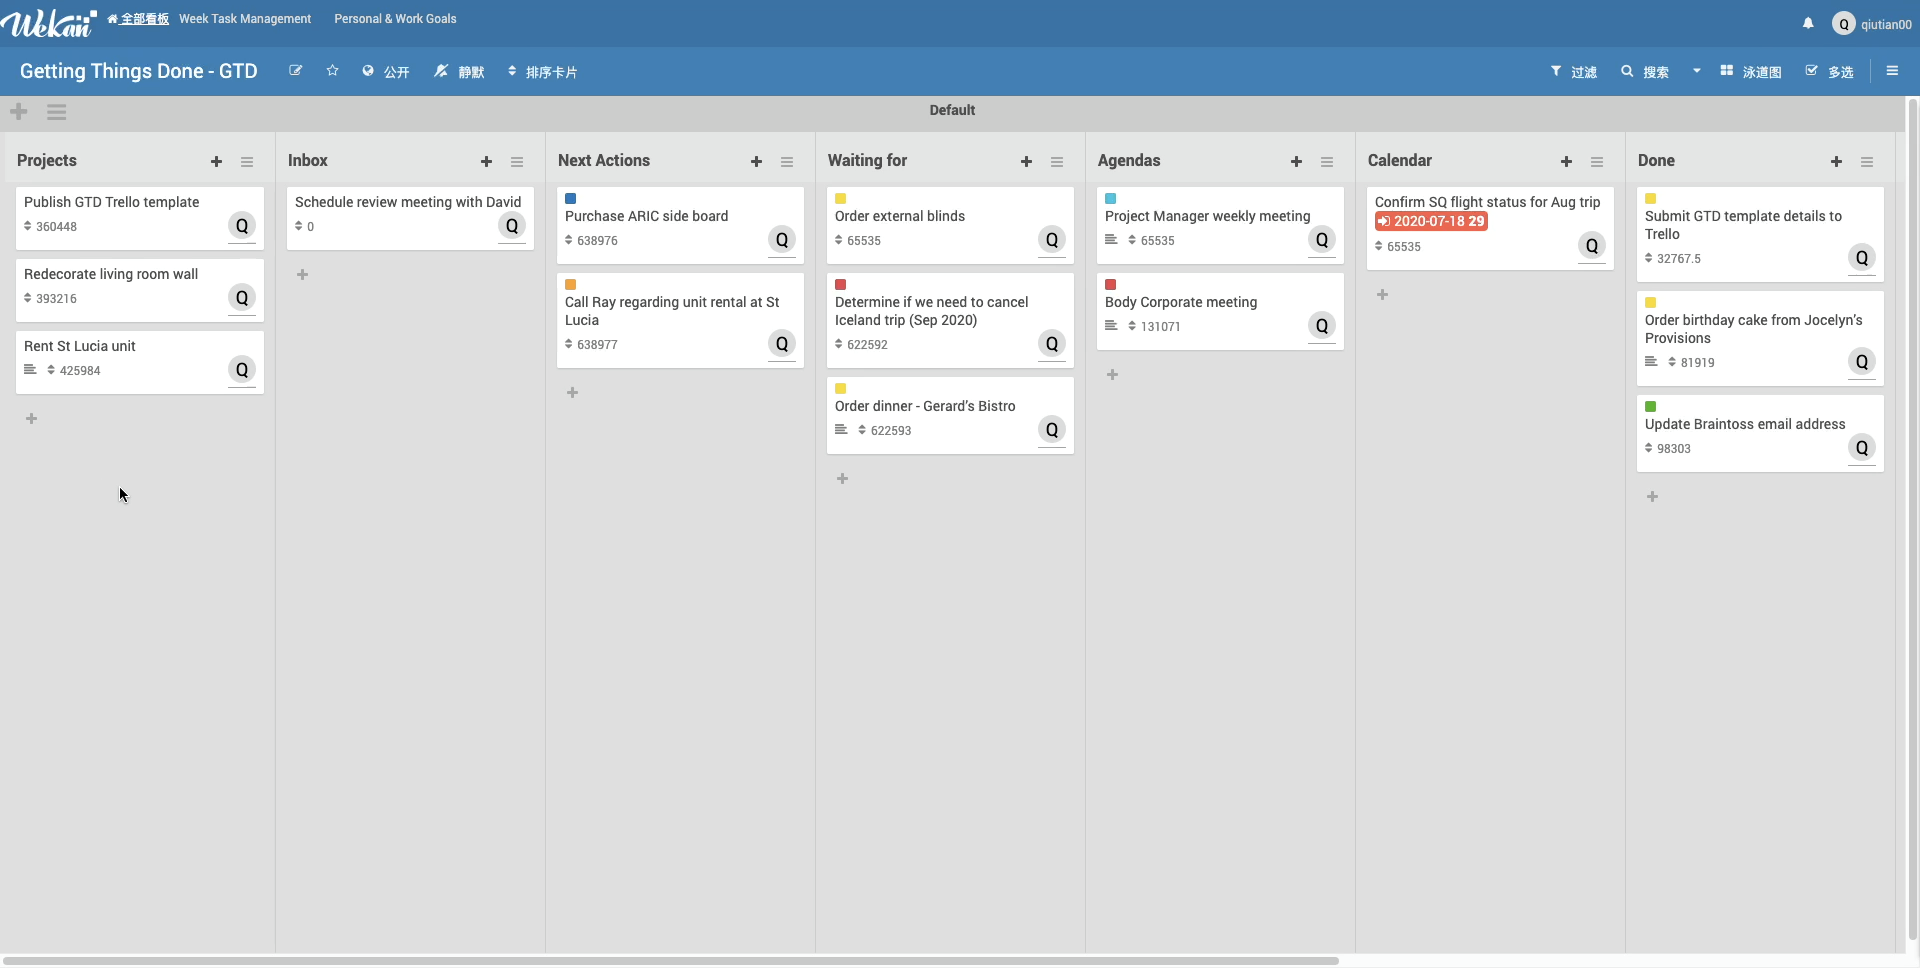 Wekan
全部看板
Week Task Management
Personal & Work Goals
Q
qiutian00
Getting Things Done - GTD
公开
静默
排序卡片
过滤
搜索
泳道图
多选
Default
Projects
Publish GTD Trello template
360448
Q
Redecorate living room wall
393216
Q
Rent St Lucia unit
425984
Q
Inbox
Schedule review meeting with David
0
Q
Next Actions
Purchase ARIC side board
638976
Q
Call Ray regarding unit rental at St
Lucia
638977
Q
Waiting for
Order external blinds
65535
Q
Determine if we need to cancel
Iceland trip (Sep 2020)
622592
Q
Order dinner - Gerard’s Bistro
622593
Q
Agendas
Project Manager weekly meeting
65535
Q
Body Corporate meeting
131071
Q
Calendar
Confirm SQ flight status for Aug trip
2020-07-18 29
65535
Q
Done
Submit GTD template details to
Trello
32767.5
Q
Order birthday cake from Jocelyn’s
Provisions
81919
Q
Update Braintoss email address
98303
Q